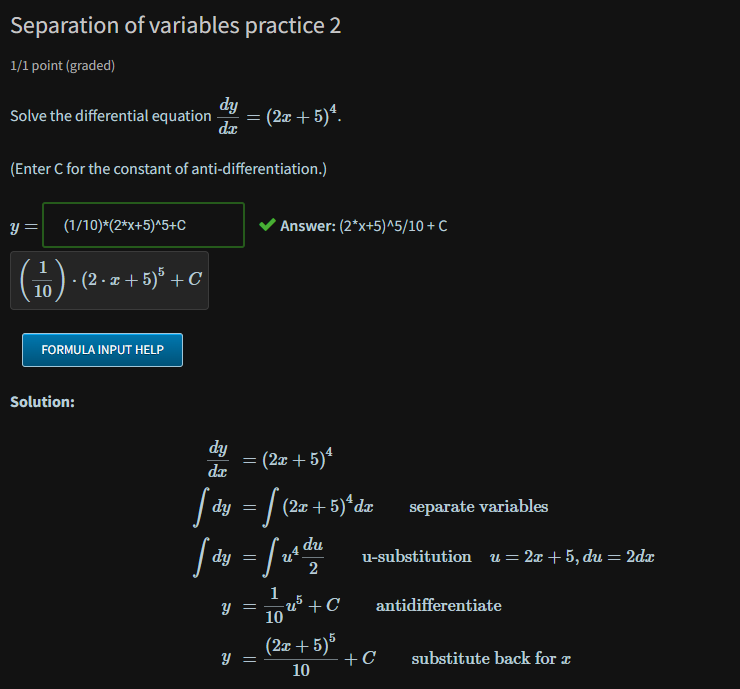 Separation of variables practice 2
1/1 point (graded)
Solve the differential equation dy/dx = (2x + 5)^4.
(Enter C for the constant of anti-differentiation.)
y = (1/10)*(2*x+5)^5+C ✔ Answer: (2*x+5)^5/10 + C
(1/10) · (2 · x + 5)^5 + C
FORMULA INPUT HELP
Solution:
dy/dx = (2x + 5)^4
∫ dy = ∫ (2x + 5)^4 dx separate variables
∫ dy = ∫ u^4 du/2 u-substitution u = 2x + 5, du = 2dx
y = 1/10 u^5 + C antidifferentiate
y = (2x + 5)^5/10 + C substitute back for x